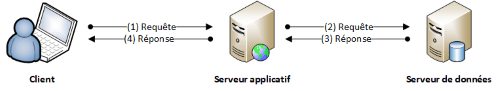 (1) Requête
(2) Requête
(4) Réponse
(3) Réponse
Client
Serveur applicatif
Serveur de données